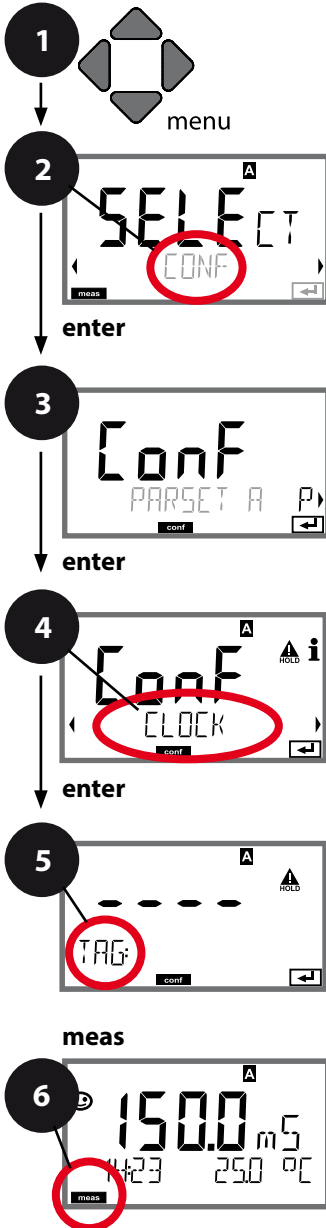 1
menu
2
A
SELECT
CONF
meas
enter
3
ConF
PARSET A P
conf
enter
4
A
ConF
HOLD i
CLOCK
conf
enter
5
A
HOLD
- - - -
TAG:
conf
meas
6
A
150.0 mS
14:23 25.0 °C
meas